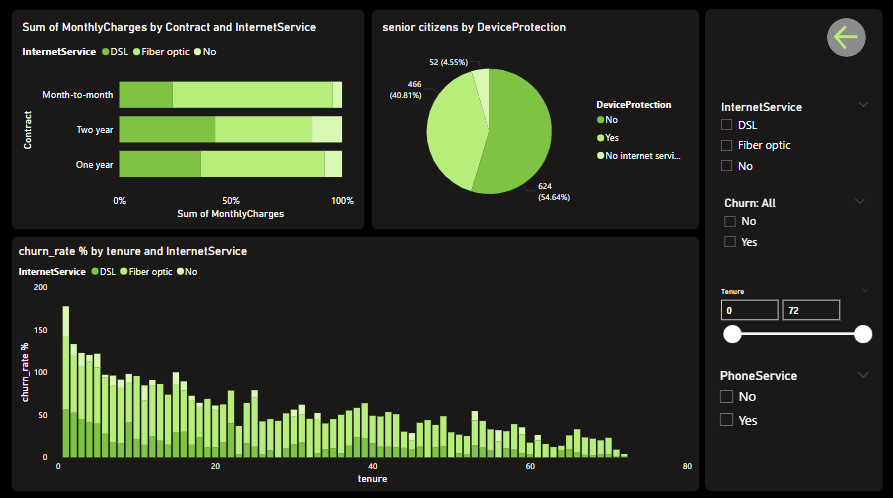 Sum of MonthlyCharges by Contract and InternetService
InternetService DSL Fiber optic No
Contract
Month-to-month
Two year
One year
0% 50% 100%
Sum of MonthlyCharges
senior citizens by DeviceProtection
52 (4.55%)
466
(40.81%)
624
(54.64%)
DeviceProtection
No
Yes
No internet servi...
churn_rate % by tenure and InternetService
InternetService DSL Fiber optic No
churn_rate %
200
150
100
50
0
0 20 40 60 80
tenure
InternetService
DSL
Fiber optic
No
Churn: All
No
Yes
Tenure
0 72
PhoneService
No
Yes